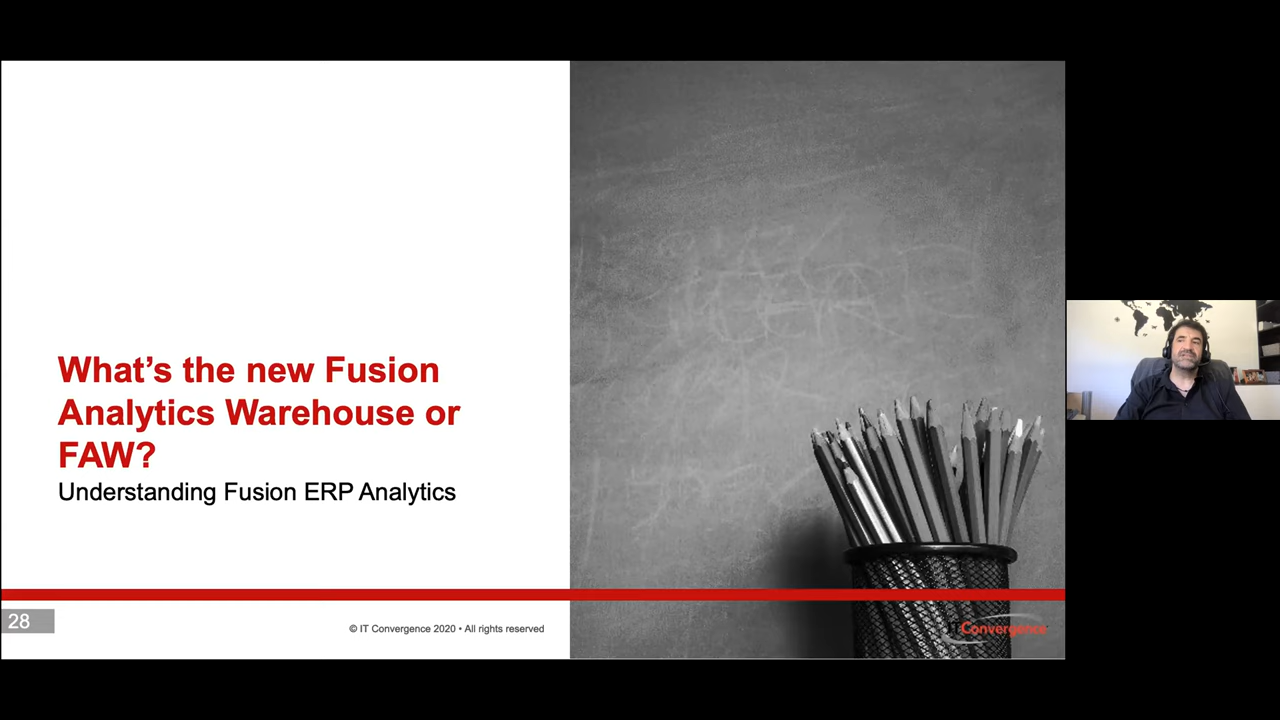 What’s the new Fusion
Analytics Warehouse or
FAW?
Understanding Fusion ERP Analytics
28
© IT Convergence 2020 • All rights reserved
Convergence